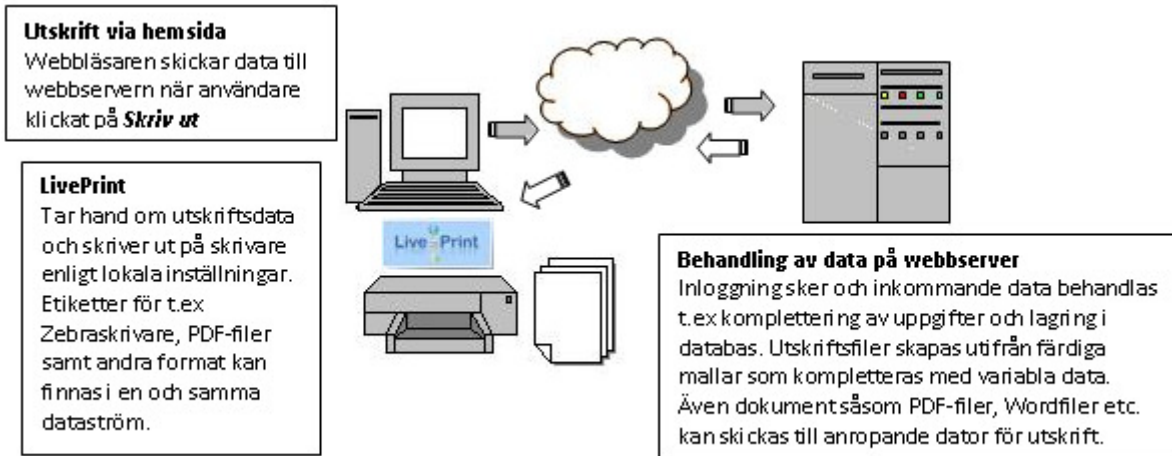 Utskrift via hemsida
Webbläsaren skickar data till
webbservern när användare
klickat på Skriv ut
LivePrint
Tar hand om utskriftsdata
och skriver ut på skrivare
enligt lokala inställningar.
Etiketter för t.ex
Zebraskrivare, PDF-filer
samt andra format kan
finnas i en och samma
dataström.
Live Print
Behandling av data på webbserver
Inloggning sker och inkommande data behandlas
t.ex komplettering av uppgifter och lagring i
databas. Utskriftsfiler skapas utifrån färdiga
mallar som kompletteras med variabla data.
Även dokument såsom PDF-filer, Wordfiler etc.
kan skickas till anropande dator för utskrift.